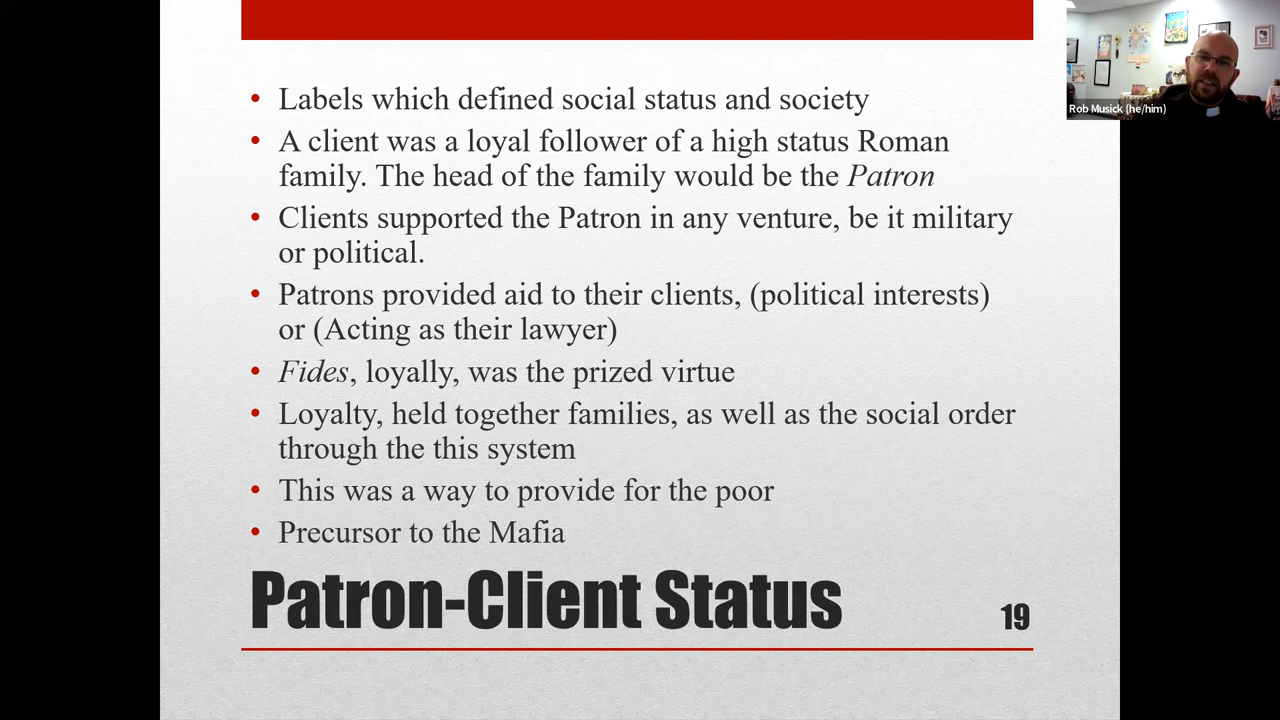 • Labels which defined social status and society
• A client was a loyal follower of a high status Roman
family. The head of the family would be the Patron
• Clients supported the Patron in any venture, be it military
or political.
• Patrons provided aid to their clients, (political interests)
or (Acting as their lawyer)
• Fides, loyally, was the prized virtue
• Loyalty, held together families, as well as the social order
through the this system
• This was a way to provide for the poor
• Precursor to the Mafia
Patron-Client Status
19
Rob Musick (he/him)